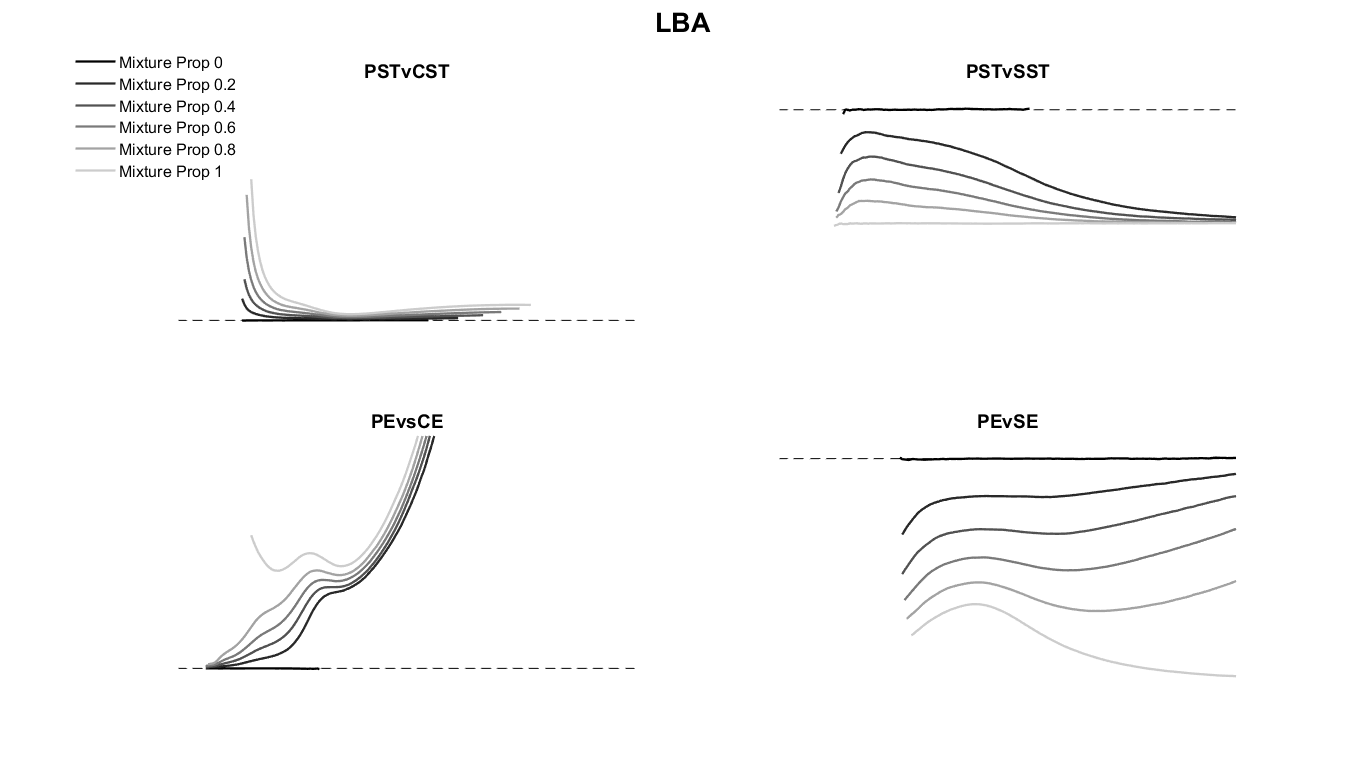 LBA
Mixture Prop 0
Mixture Prop 0.2
Mixture Prop 0.4
Mixture Prop 0.6
Mixture Prop 0.8
Mixture Prop 1
PSTvCST
PSTvSST
PEvsCE
PEvSE